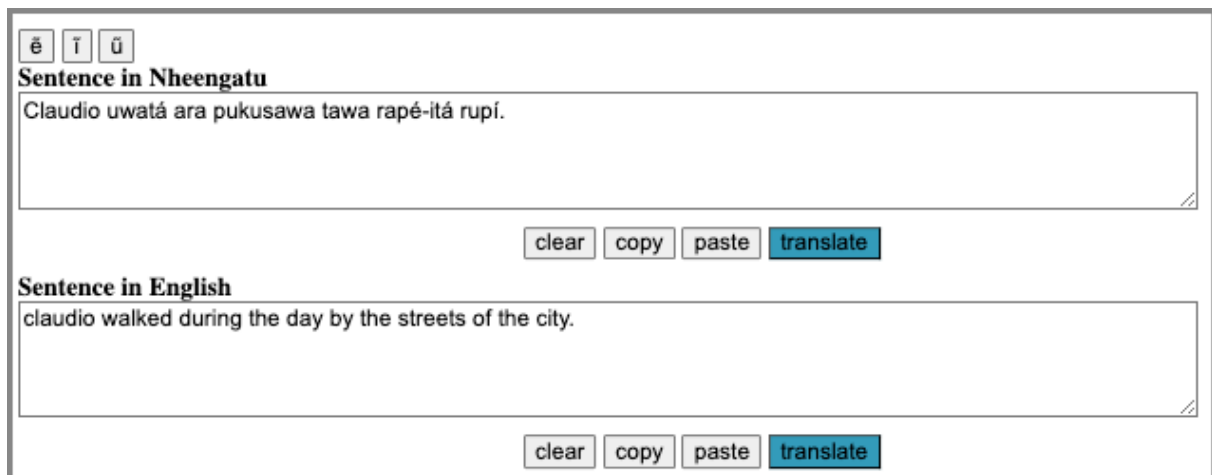 ẽ ĩ ũ
Sentence in Nheengatu
Claudio uwatá ara pukusawa tawa rapé-itá rupí.
clear copy paste translate
Sentence in English
claudio walked during the day by the streets of the city.
clear copy paste translate